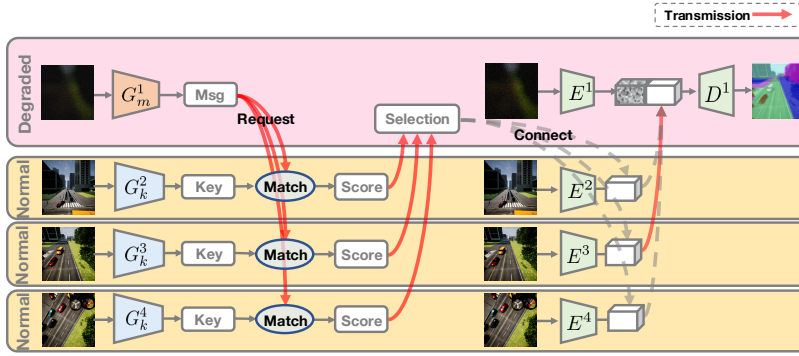 Transmission
Degraded
G_m^1
Msg
Request
Selection
Connect
E^1
D^1
Normal
G_k^2
Key
Match
Score
E^2
Normal
G_k^3
Key
Match
Score
E^3
Normal
G_k^4
Key
Match
Score
E^4